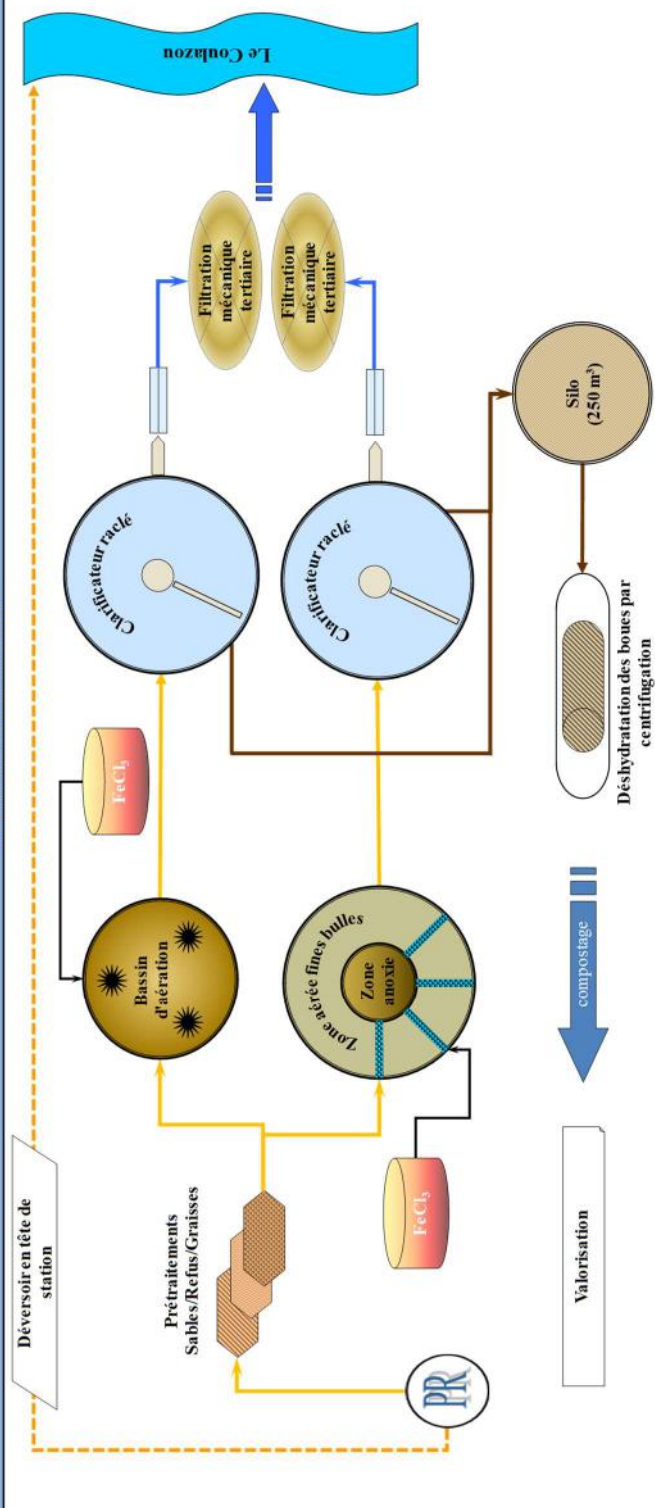 Déversoir en tête de
station
Le Coulazou
PR
Prétraitements
Sables/Refus/Graisses
FeCl3
Bassin
d'aération
Zone aérée fines bulles
Zone
anoxie
FeCl3
Clarificateur raclé
Clarificateur raclé
Filtration
mécanique
tertiaire
Filtration
mécanique
tertiaire
Silo
(250 m³)
Déshydratation des boues par
centrifugation
compostage
Valorisation